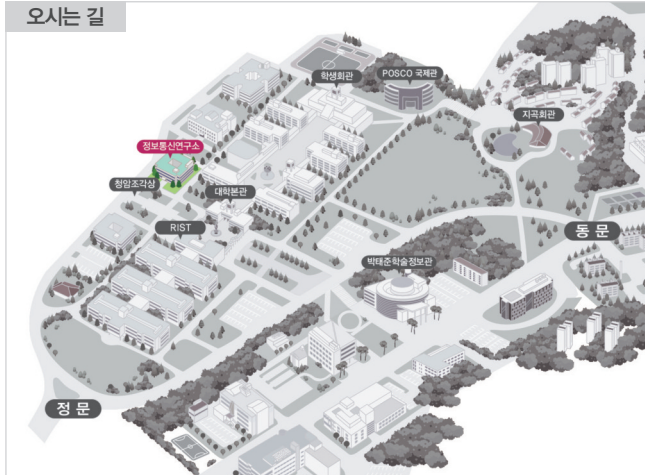 오시는 길
학생회관
POSCO 국제관
지곡회관
정보통신연구소
청암조각상
대학본관
RIST
동 문
박태준학술정보관
정 문